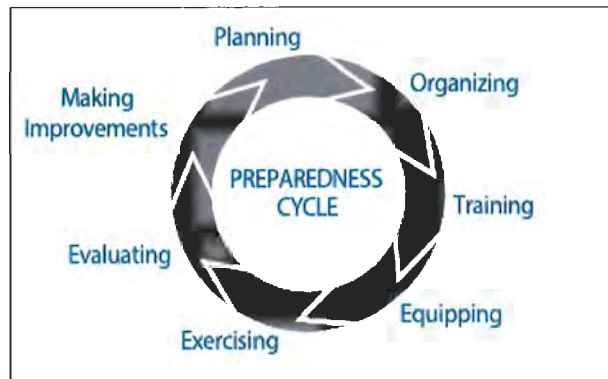 Planning
Organizing
Training
Equipping
Exercising
Evaluating
Making
Improvements
PREPAREDNESS
CYCLE